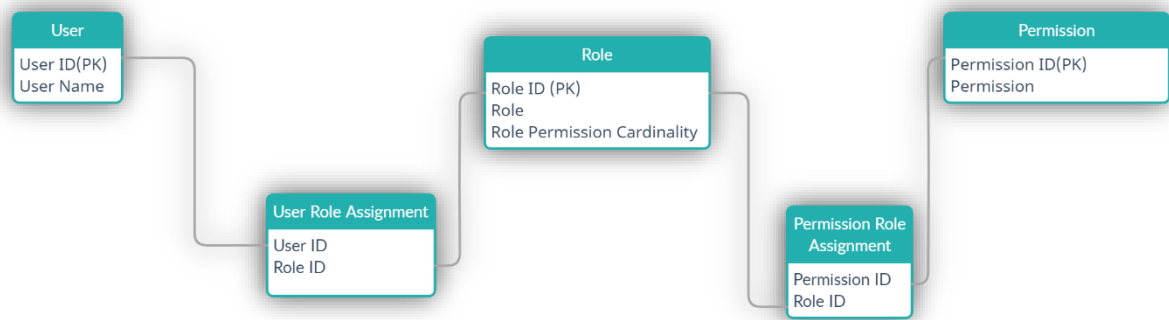 User
User ID(PK)
User Name
User Role Assignment
User ID
Role ID
Role
Role ID (PK)
Role
Role Permission Cardinality
Permission Role
Assignment
Permission ID
Role ID
Permission
Permission ID(PK)
Permission